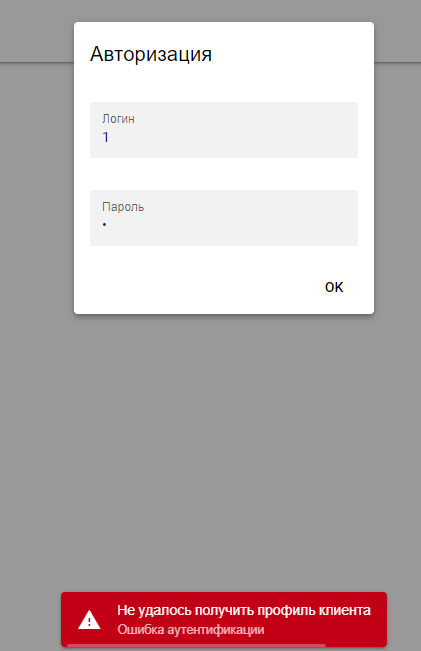 Авторизация
Логин
1
Пароль
•
ОК
Не удалось получить профиль клиента
Ошибка аутентификации